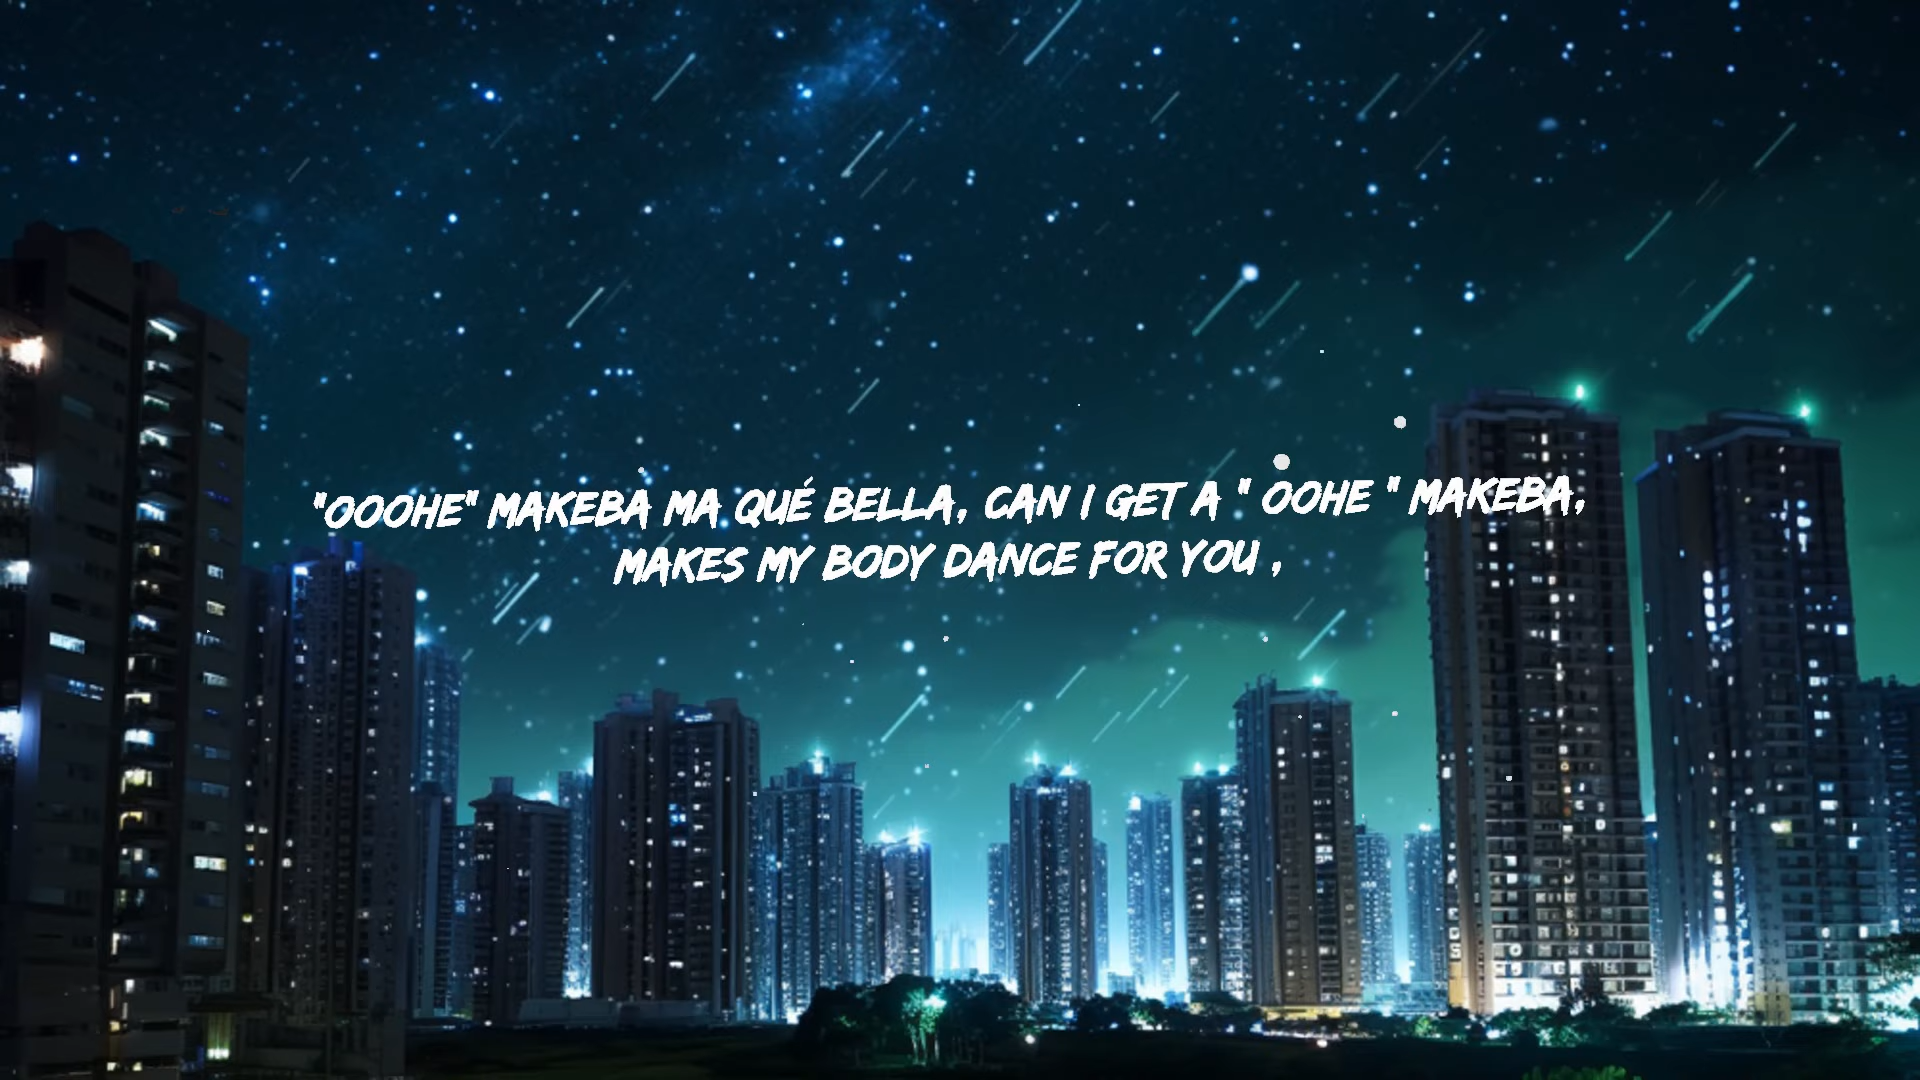 "OOOHE" MAKEBA MA QUÉ BELLA, CAN I GET A " OOHE " MAKEBA,
MAKES MY BODY DANCE FOR YOU ,